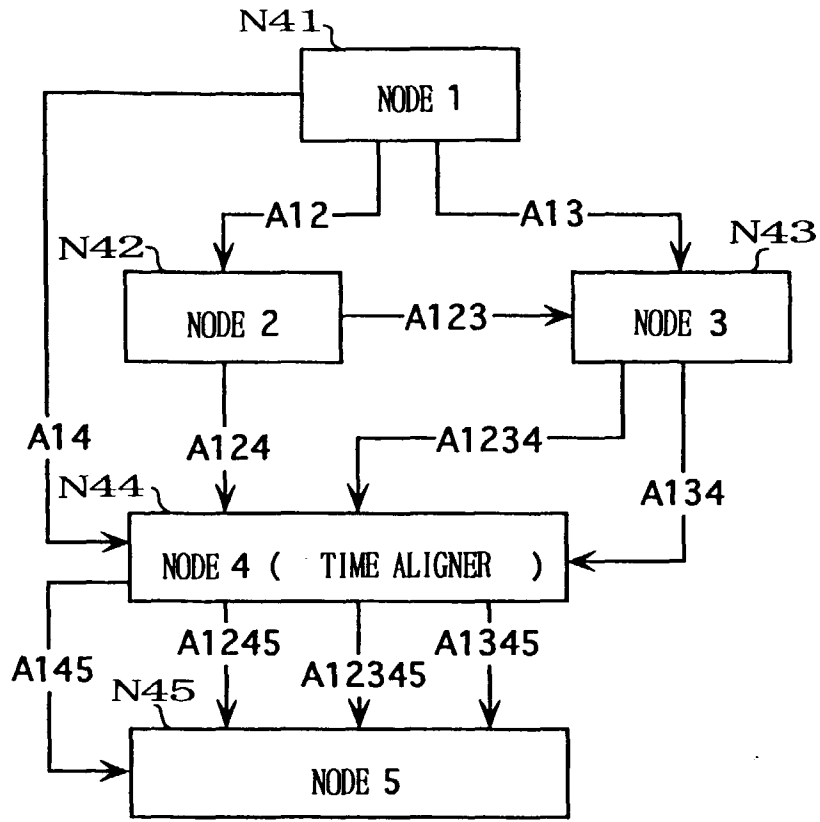 N41
NODE 1
A12
A13
N42
N43
NODE 2
A123
NODE 3
A14
A124
A1234
A134
N44
NODE 4 ( TIME ALIGNER )
A145
A1245
A12345
A1345
N45
NODE 5